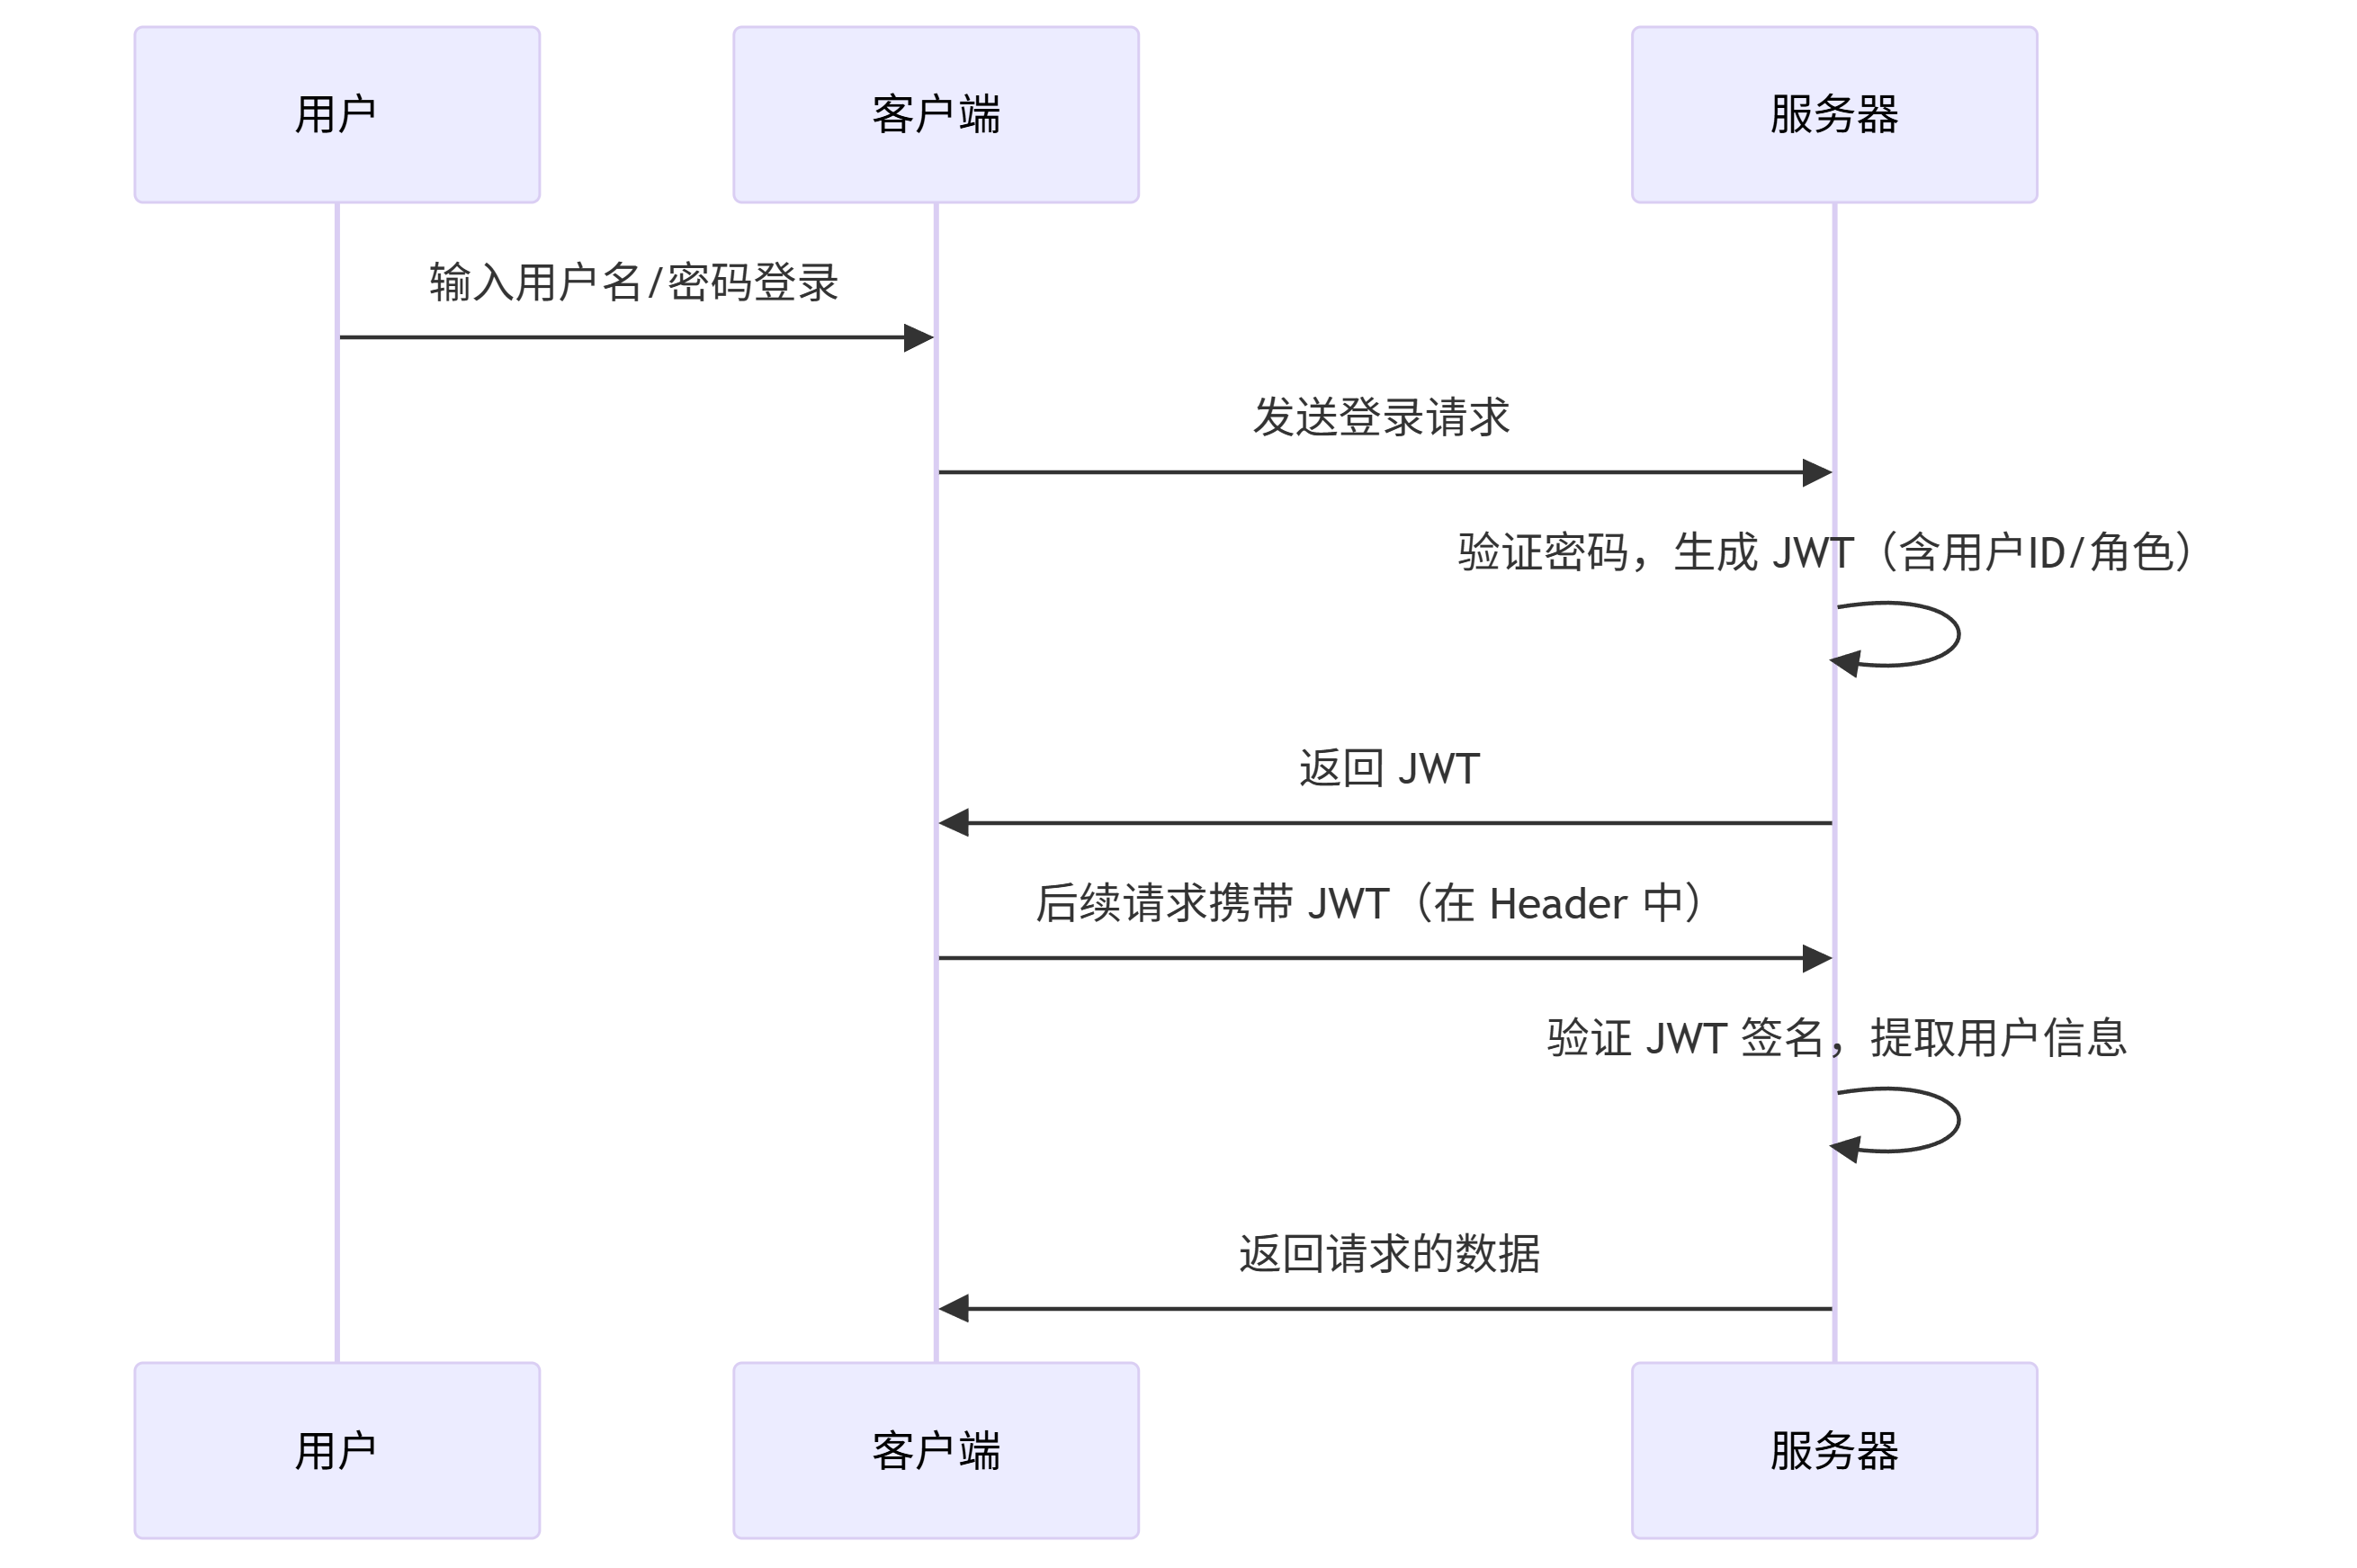 用户
客户端
服务器
输入用户名/密码登录
发送登录请求
验证密码，生成 JWT（含用户ID/角色）
返回 JWT
后续请求携带 JWT（在 Header 中）
验证 JWT 签名，提取用户信息
返回请求的数据
用户
客户端
服务器